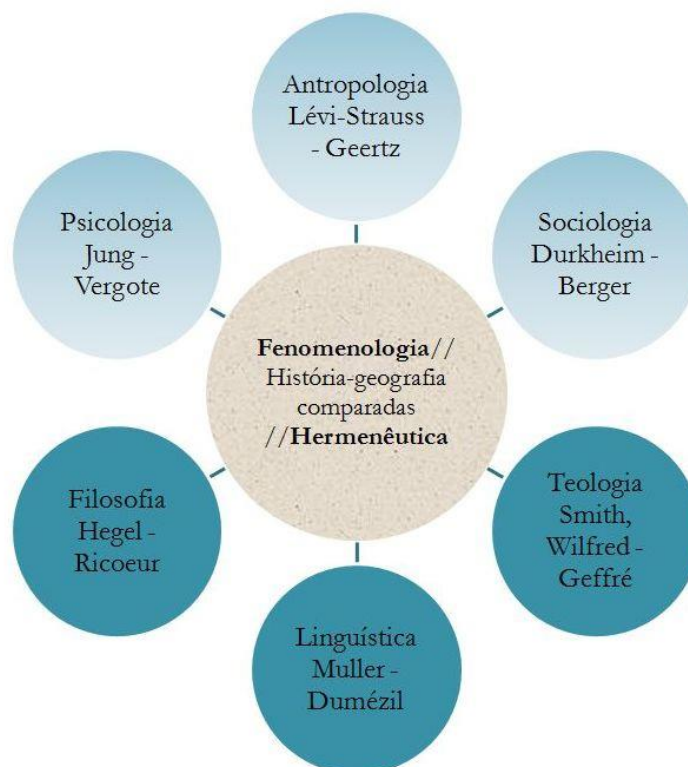 Antropologia
Lévi-Strauss
- Geertz
Psicologia
Jung -
Vergote
Sociologia
Durkheim -
Berger
Fenomenologia//
História-geografia
comparadas
//Hermenêutica
Filosofia
Hegel -
Ricoeur
Teologia
Smith,
Wilfred -
Geffré
Linguística
Muller -
Dumézil